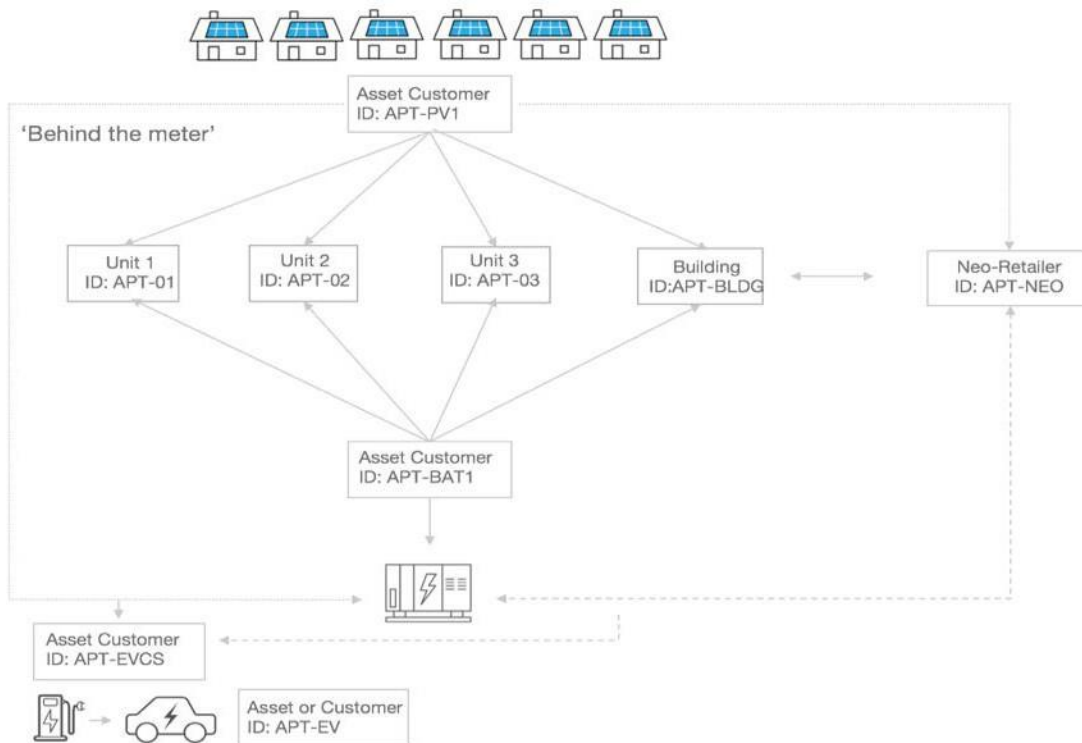 Asset Customer
ID: APT-PV1
‘Behind the meter’
Unit 1
ID: APT-01
Unit 2
ID: APT-02
Unit 3
ID: APT-03
Building
ID:APT-BLDG
Neo-Retailer
ID: APT-NEO
Asset Customer
ID: APT-BAT1
Asset Customer
ID: APT-EVCS
Asset or Customer
ID: APT-EV